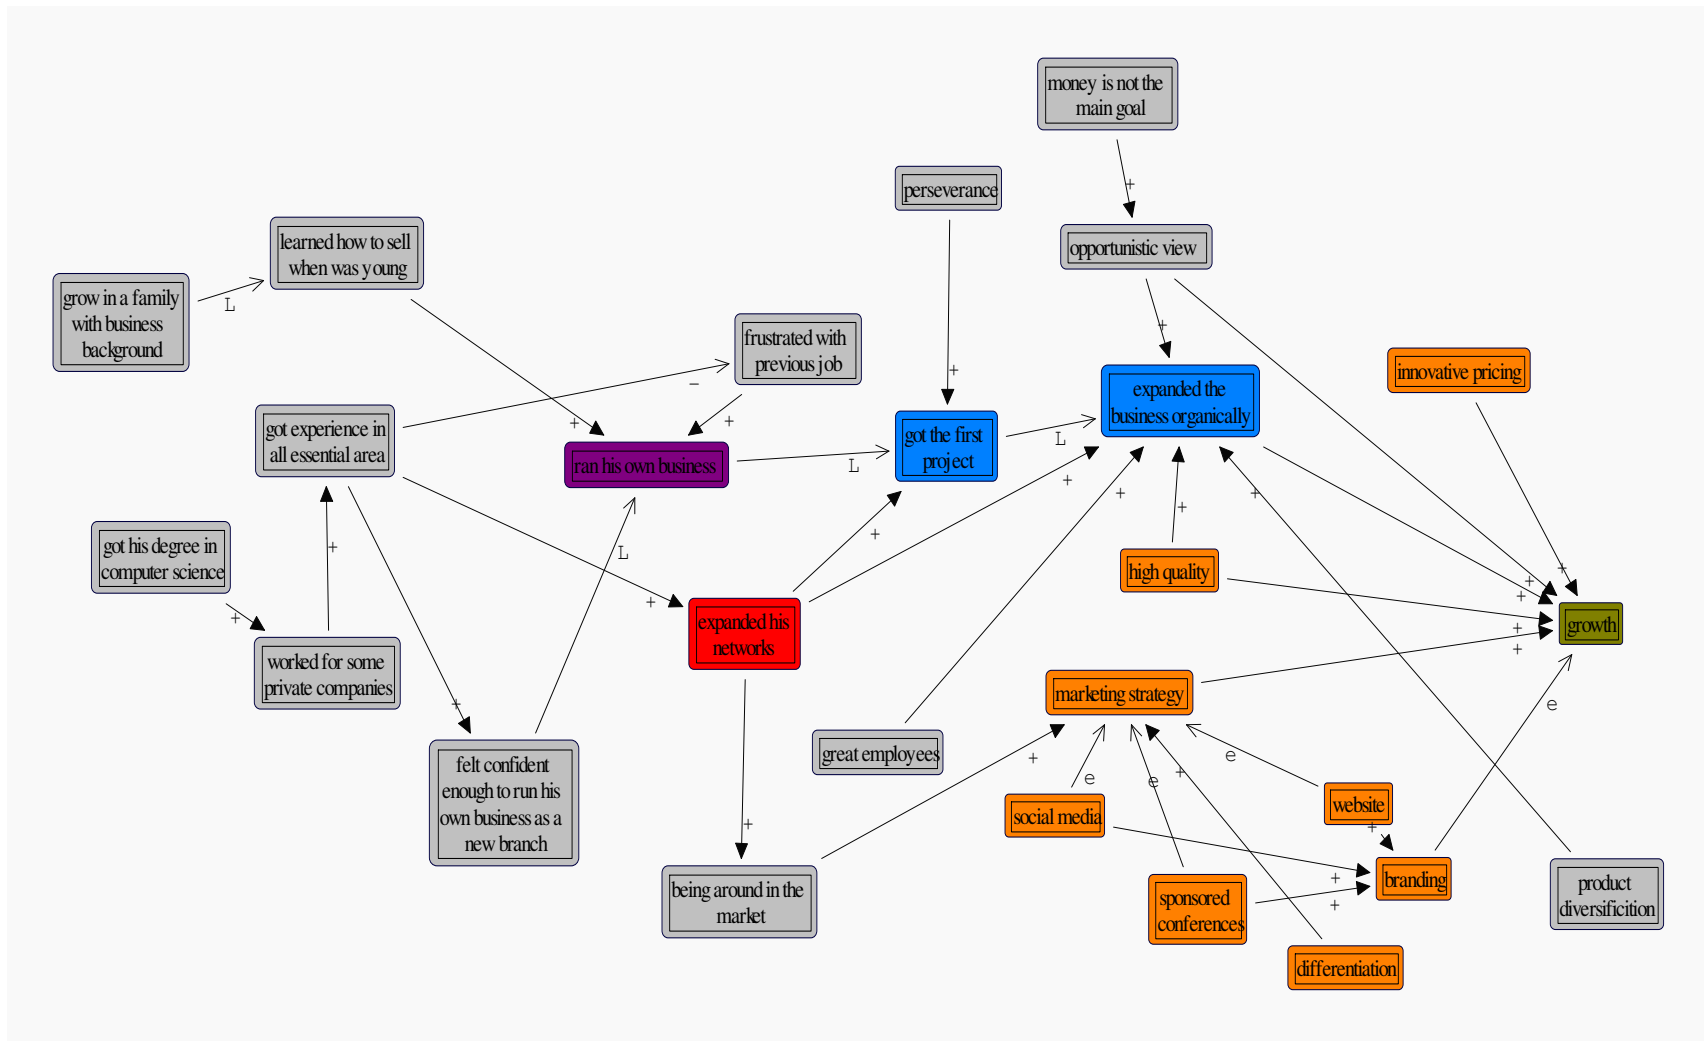 money is not the
main goal
perseverance
learned how to sell
when was young
opportunistic view
+
grow in a family
with business
background
L
frustrated with
previous job
+
innovative pricing
expanded the
business organically
-
+
+
got experience in
all essential area
+
got the first
project
L
ran his own business
L
+
+
+
+
+
got his degree in
computer science
+
L
high quality
+
+
+
+
+
expanded his
networks
growth
+
+
worked for some
private companies
marketing strategy
+
e
felt confident
enough to run his
own business as a
new branch
great employees
+
e
e
+
e
social media
website
+
+
being around in the
market
branding
+
+
sponsored
conferences
product
diversificition
differentiation